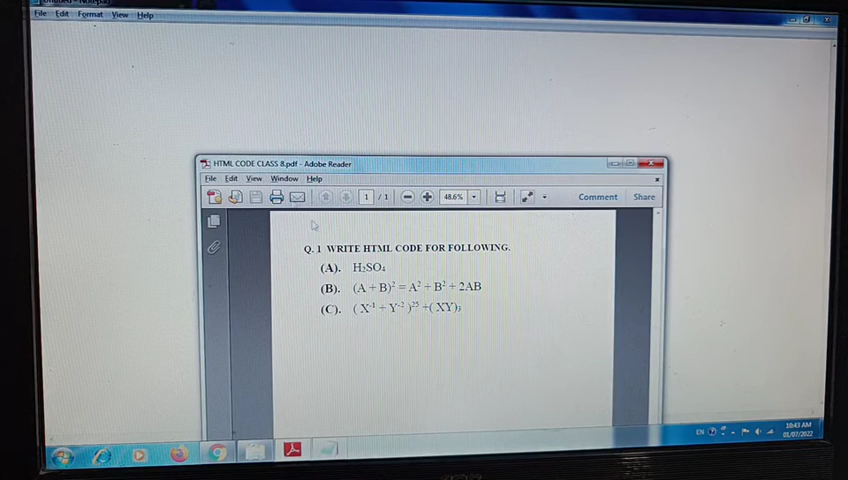 Untitled - Notepad
File Edit Format View Help
HTML CODE CLASS 8.pdf - Adobe Reader
File Edit View Window Help
1 / 1 48.6% Comment Share
Q. 1 WRITE HTML CODE FOR FOLLOWING.
(A). H₂SO₄
(B). (A + B)² = A² + B² + 2AB
(C). ( X⁻¹ + Y⁻² )²⁵ +( XY)₃
EN 10:43 AM
01/07/2022